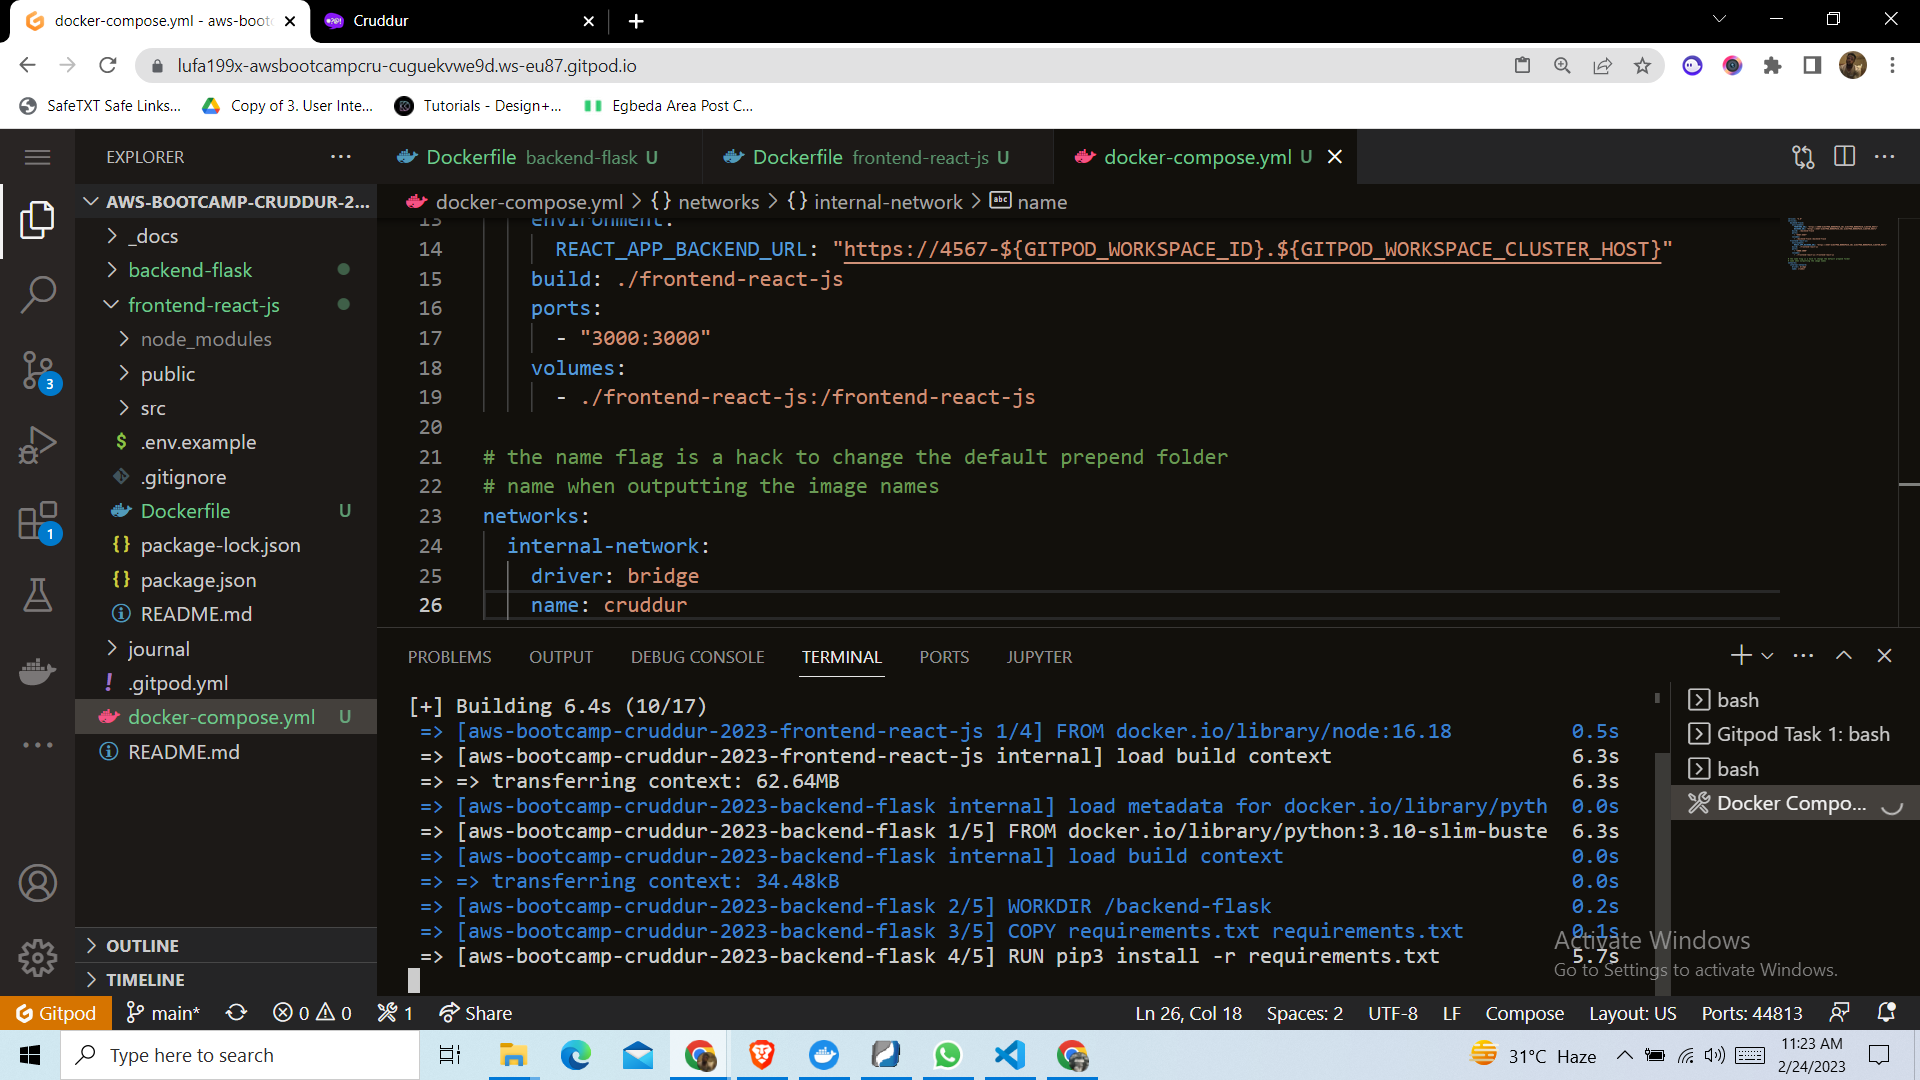 docker-compose.yml - aws-boot
Cruddur
lufa199x-awsbootcampcru-cuguekvwe9d.ws-eu87.gitpod.io
SafeTXT Safe Links...
Copy of 3. User Inte...
Tutorials - Design+...
Egbeda Area Post C...
EXPLORER
Dockerfile backend-flask U
Dockerfile frontend-react-js U
docker-compose.yml U
AWS-BOOTCAMP-CRUDDUR-2...
docker-compose.yml > {} networks > {} internal-network > abc name
_docs
backend-flask
frontend-react-js
node_modules
public
src
$ .env.example
.gitignore
Dockerfile U
{} package-lock.json
{} package.json
README.md
journal
! .gitpod.yml
docker-compose.yml U
README.md
OUTLINE
TIMELINE
3
1
13 environment:
14 REACT_APP_BACKEND_URL: "https://4567-${GITPOD_WORKSPACE_ID}.${GITPOD_WORKSPACE_CLUSTER_HOST}"
15 build: ./frontend-react-js
16 ports:
17 - "3000:3000"
18 volumes:
19 - ./frontend-react-js:/frontend-react-js
20
21 # the name flag is a hack to change the default prepend folder
22 # name when outputting the image names
23 networks:
24 internal-network:
25 driver: bridge
26 name: cruddur
PROBLEMS OUTPUT DEBUG CONSOLE TERMINAL PORTS JUPYTER
[+] Building 6.4s (10/17)
=> [aws-bootcamp-cruddur-2023-frontend-react-js 1/4] FROM docker.io/library/node:16.18 0.5s
=> [aws-bootcamp-cruddur-2023-frontend-react-js internal] load build context 6.3s
=> => transferring context: 62.64MB 6.3s
=> [aws-bootcamp-cruddur-2023-backend-flask internal] load metadata for docker.io/library/pyth 0.0s
=> [aws-bootcamp-cruddur-2023-backend-flask 1/5] FROM docker.io/library/python:3.10-slim-buste 6.3s
=> [aws-bootcamp-cruddur-2023-backend-flask internal] load build context 0.0s
=> => transferring context: 34.48kB 0.0s
=> [aws-bootcamp-cruddur-2023-backend-flask 2/5] WORKDIR /backend-flask 0.2s
=> [aws-bootcamp-cruddur-2023-backend-flask 3/5] COPY requirements.txt requirements.txt 0.1s
=> [aws-bootcamp-cruddur-2023-backend-flask 4/5] RUN pip3 install -r requirements.txt 5.7s
bash
Gitpod Task 1: bash
bash
Docker Compo...
Activate Windows
Go to Settings to activate Windows.
Gitpod
main*
0 0
1
Share
Ln 26, Col 18
Spaces: 2
UTF-8
LF
Compose
Layout: US
Ports: 44813
Type here to search
31°C Haze
11:23 AM
2/24/2023